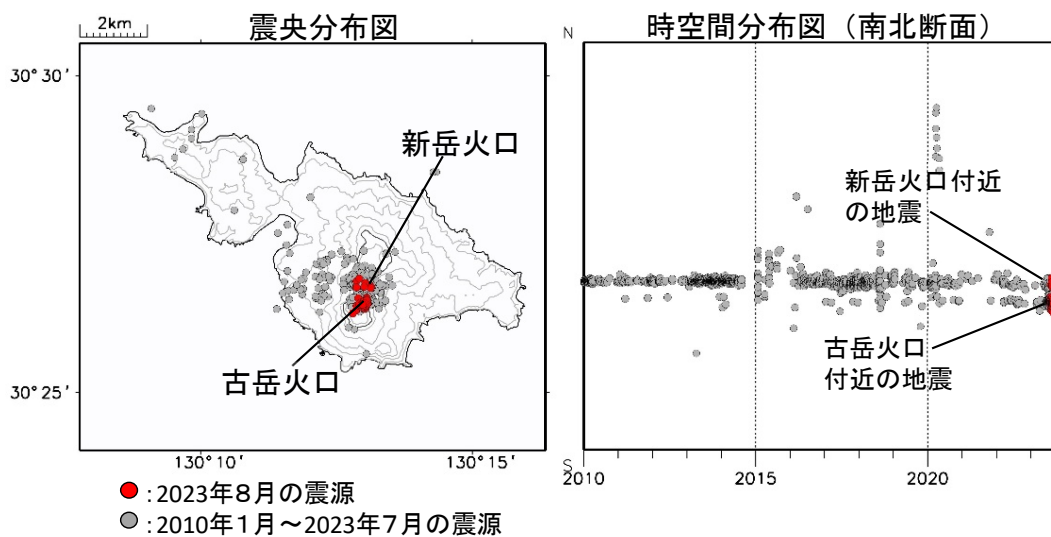 2km
震央分布図
30°30′
新岳火口
古岳火口
30°25′
130°10′
130°15′
:2023年８月の震源
:2010年１月～2023年７月の震源
時空間分布図（南北断面）
N
新岳火口付近
の地震
古岳火口
付近の地震
S
2010
2015
2020